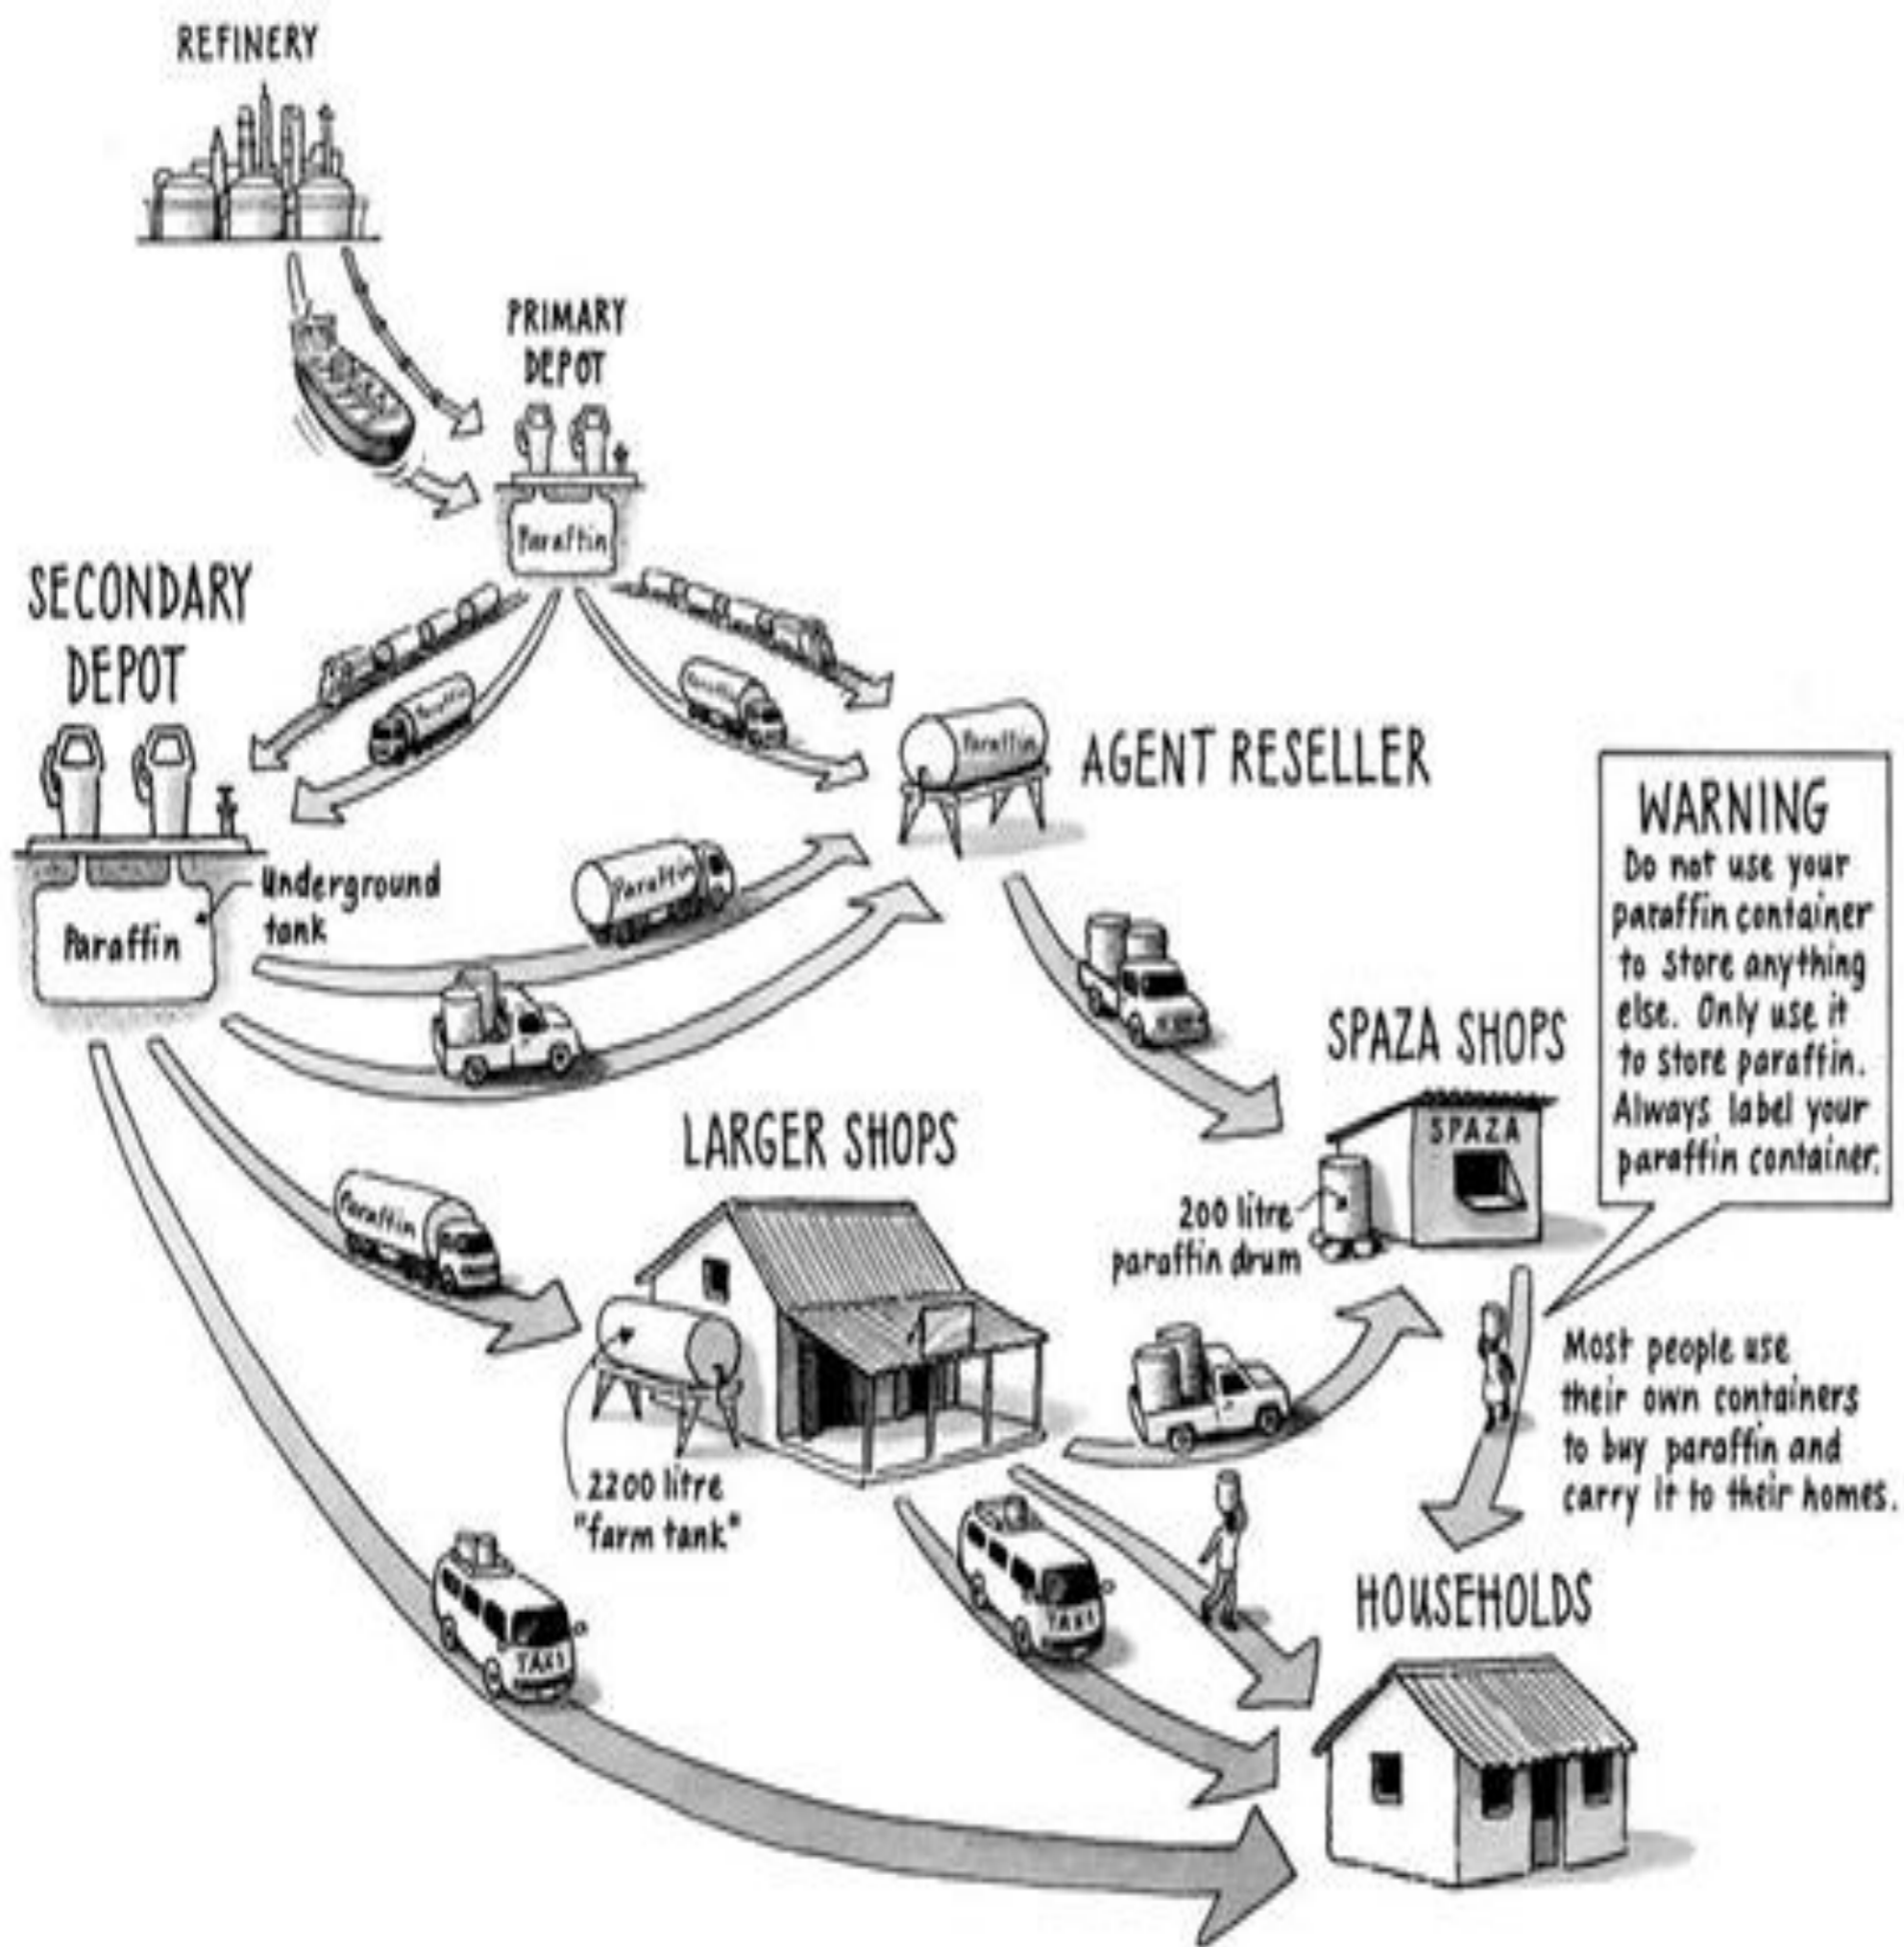 REFINERY
PRIMARY
DEPOT
Paraffin
SECONDARY
DEPOT
Paraffin
Paraffin
Paraffin
AGENT RESELLER
Underground
tank
Paraffin
Paraffin
WARNING
Do not use your
paraffin container
to store anything
else. Only use it
to store paraffin.
Always label your
paraffin container.
SPAZA SHOPS
SPAZA
200 litre
paraffin drum
LARGER SHOPS
Paraffin
2200 litre
"farm tank"
Most people use
their own containers
to buy paraffin and
carry it to their homes.
TAXI
TAXI
HOUSEHOLDS